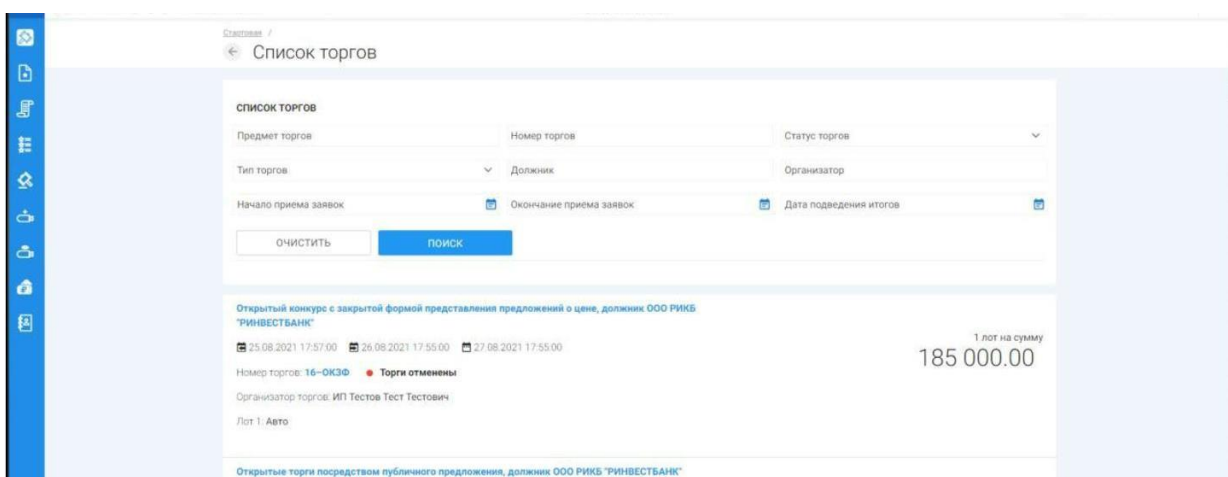 Стартовая /
Список торгов
СПИСОК ТОРГОВ
Предмет торгов
Номер торгов
Статус торгов
Тип торгов
Должник
Организатор
Начало приема заявок
Окончание приема заявок
Дата подведения итогов
ОЧИСТИТЬ
ПОИСК
Открытый конкурс с закрытой формой представления предложений о цене, должник ООО РИКБ
"РИНВЕСТБАНК"
1 лот на сумму
25.08.2021 17:57:00 26.08.2021 17:55:00 27.08.2021 17:55:00
185 000.00
Номер торгов: 16-ОКЗФ Торги отменены
Организатор торгов: ИП Тестов Тест Тестович
Лот 1: Авто
Открытые торги посредством публичного предложения, должник ООО РИКБ "РИНВЕСТБАНК"